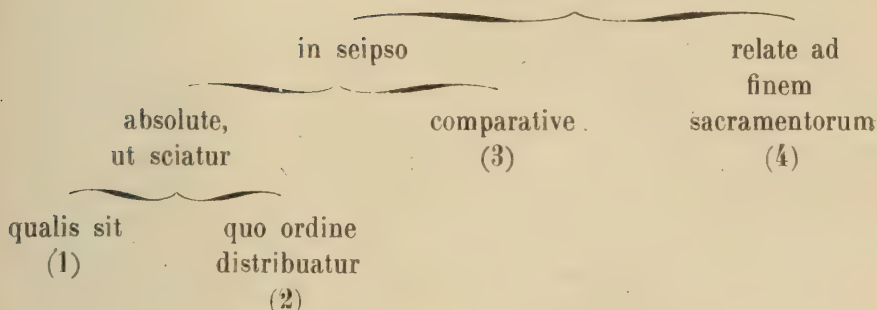 in seipso
relate ad
finem
sacramentorum
(4)
absolute,
ut sciatur
comparative
(3)
qualis sit
(1)
quo ordine
distribuatur
(2)